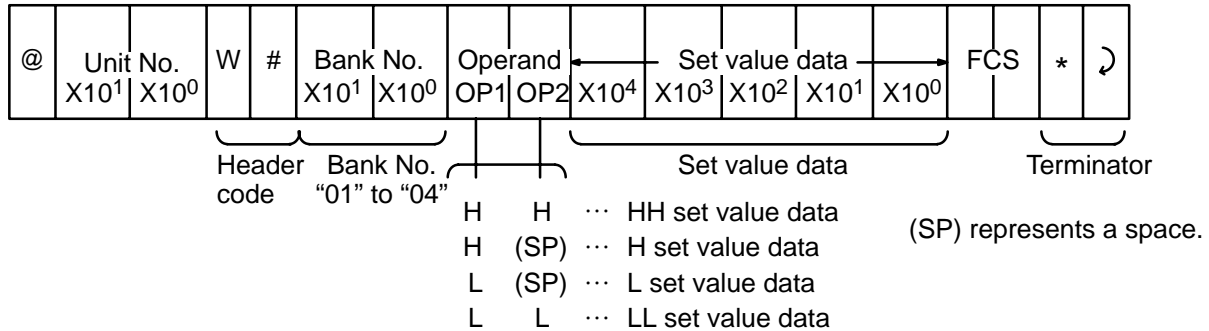 @ Unit No. W # Bank No. Operand Set value data FCS * ⤸
X10¹ X10⁰ X10¹ X10⁰ OP1 OP2 X10⁴ X10³ X10² X10¹ X10⁰
Header code
Bank No. "01" to "04"
Set value data
Terminator
H H ··· HH set value data
H (SP) ··· H set value data
L (SP) ··· L set value data
L L ··· LL set value data
(SP) represents a space.